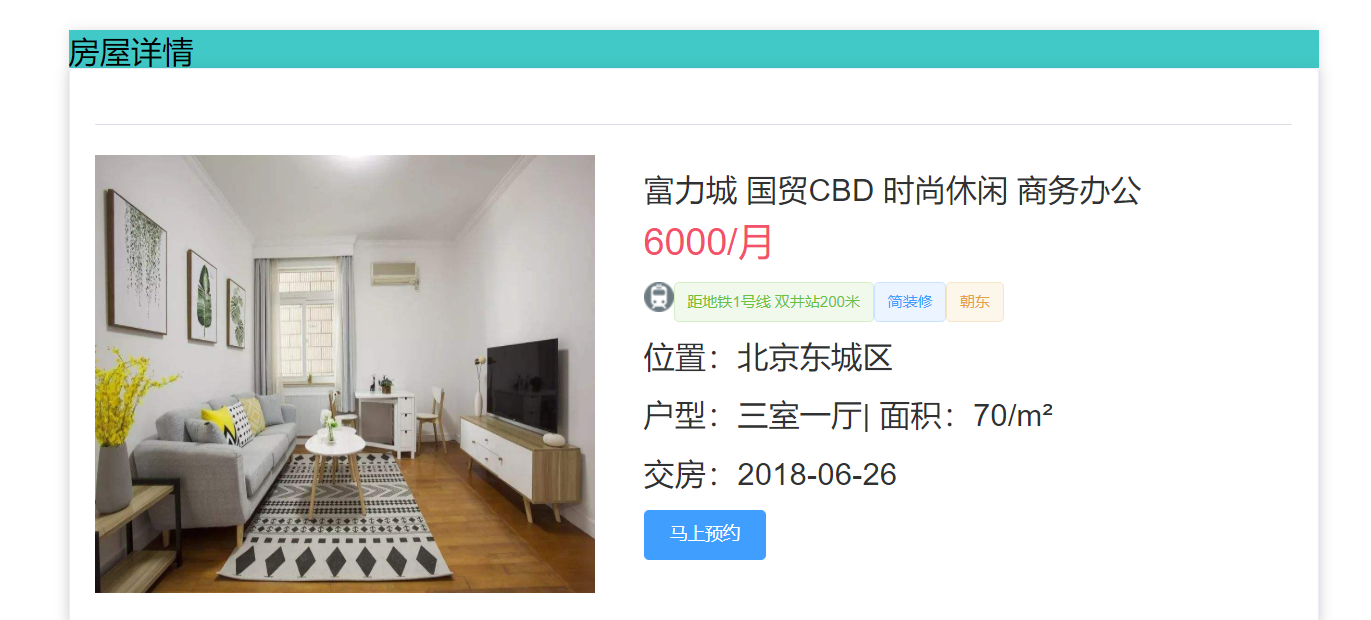 房屋详情
富力城 国贸CBD 时尚休闲 商务办公
6000/月
距地铁1号线 双井站200米 简装修 朝东
位置：北京东城区
户型：三室一厅| 面积：70/m²
交房：2018-06-26
马上预约